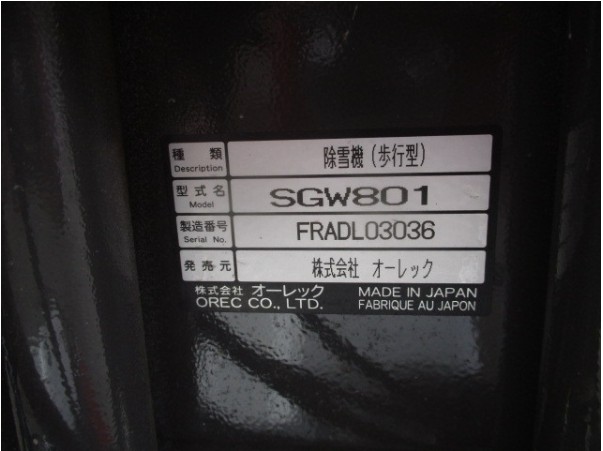 種類 除雪機(歩行型)
Description
型式名 SGW801
Model
製造番号 FRADL03036
Serial No.
発売元 株式会社 オーレック
株式会社 オーレック MADE IN JAPAN
OREC CO., LTD. FABRIQUE AU JAPON